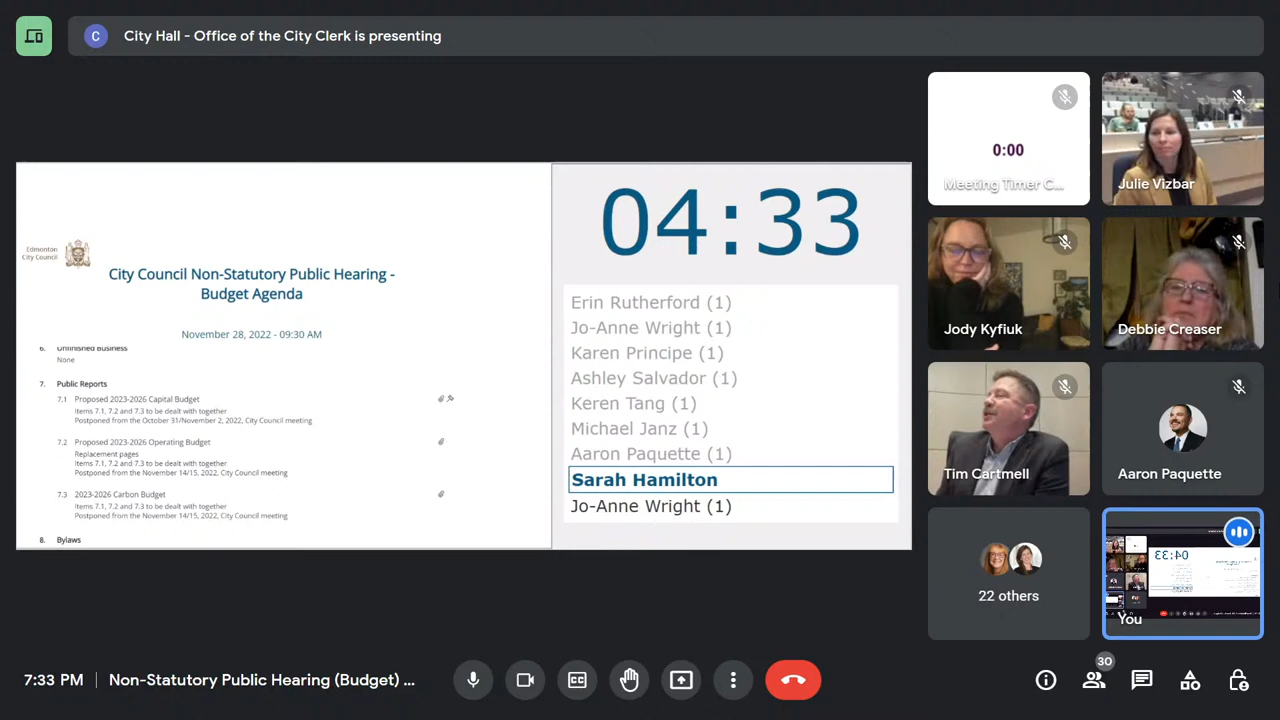 C
City Hall - Office of the City Clerk is presenting
Edmonton
City Council
City Council Non-Statutory Public Hearing -
Budget Agenda
November 28, 2022 - 09:30 AM
6. Unfinished Business
None
7. Public Reports
7.1 Proposed 2023-2026 Capital Budget
Items 7.1, 7.2 and 7.3 to be dealt with together
Postponed from the October 31/November 2, 2022, City Council meeting
7.2 Proposed 2023-2026 Operating Budget
Replacement pages
Items 7.1, 7.2 and 7.3 to be dealt with together
Postponed from the November 14/15, 2022, City Council meeting
7.3 2023-2026 Carbon Budget
Items 7.1, 7.2 and 7.3 to be dealt with together
Postponed from the November 14/15, 2022, City Council meeting
8. Bylaws
04:33
Erin Rutherford (1)
Jo-Anne Wright (1)
Karen Principe (1)
Ashley Salvador (1)
Keren Tang (1)
Michael Janz (1)
Aaron Paquette (1)
Sarah Hamilton
Jo-Anne Wright (1)
0:00
Meeting Timer C...
Julie Vizbar
Jody Kyfiuk
Debbie Creaser
Tim Cartmell
Aaron Paquette
22 others
04:33
You
7:33 PM | Non-Statutory Public Hearing (Budget) ...
CC
30